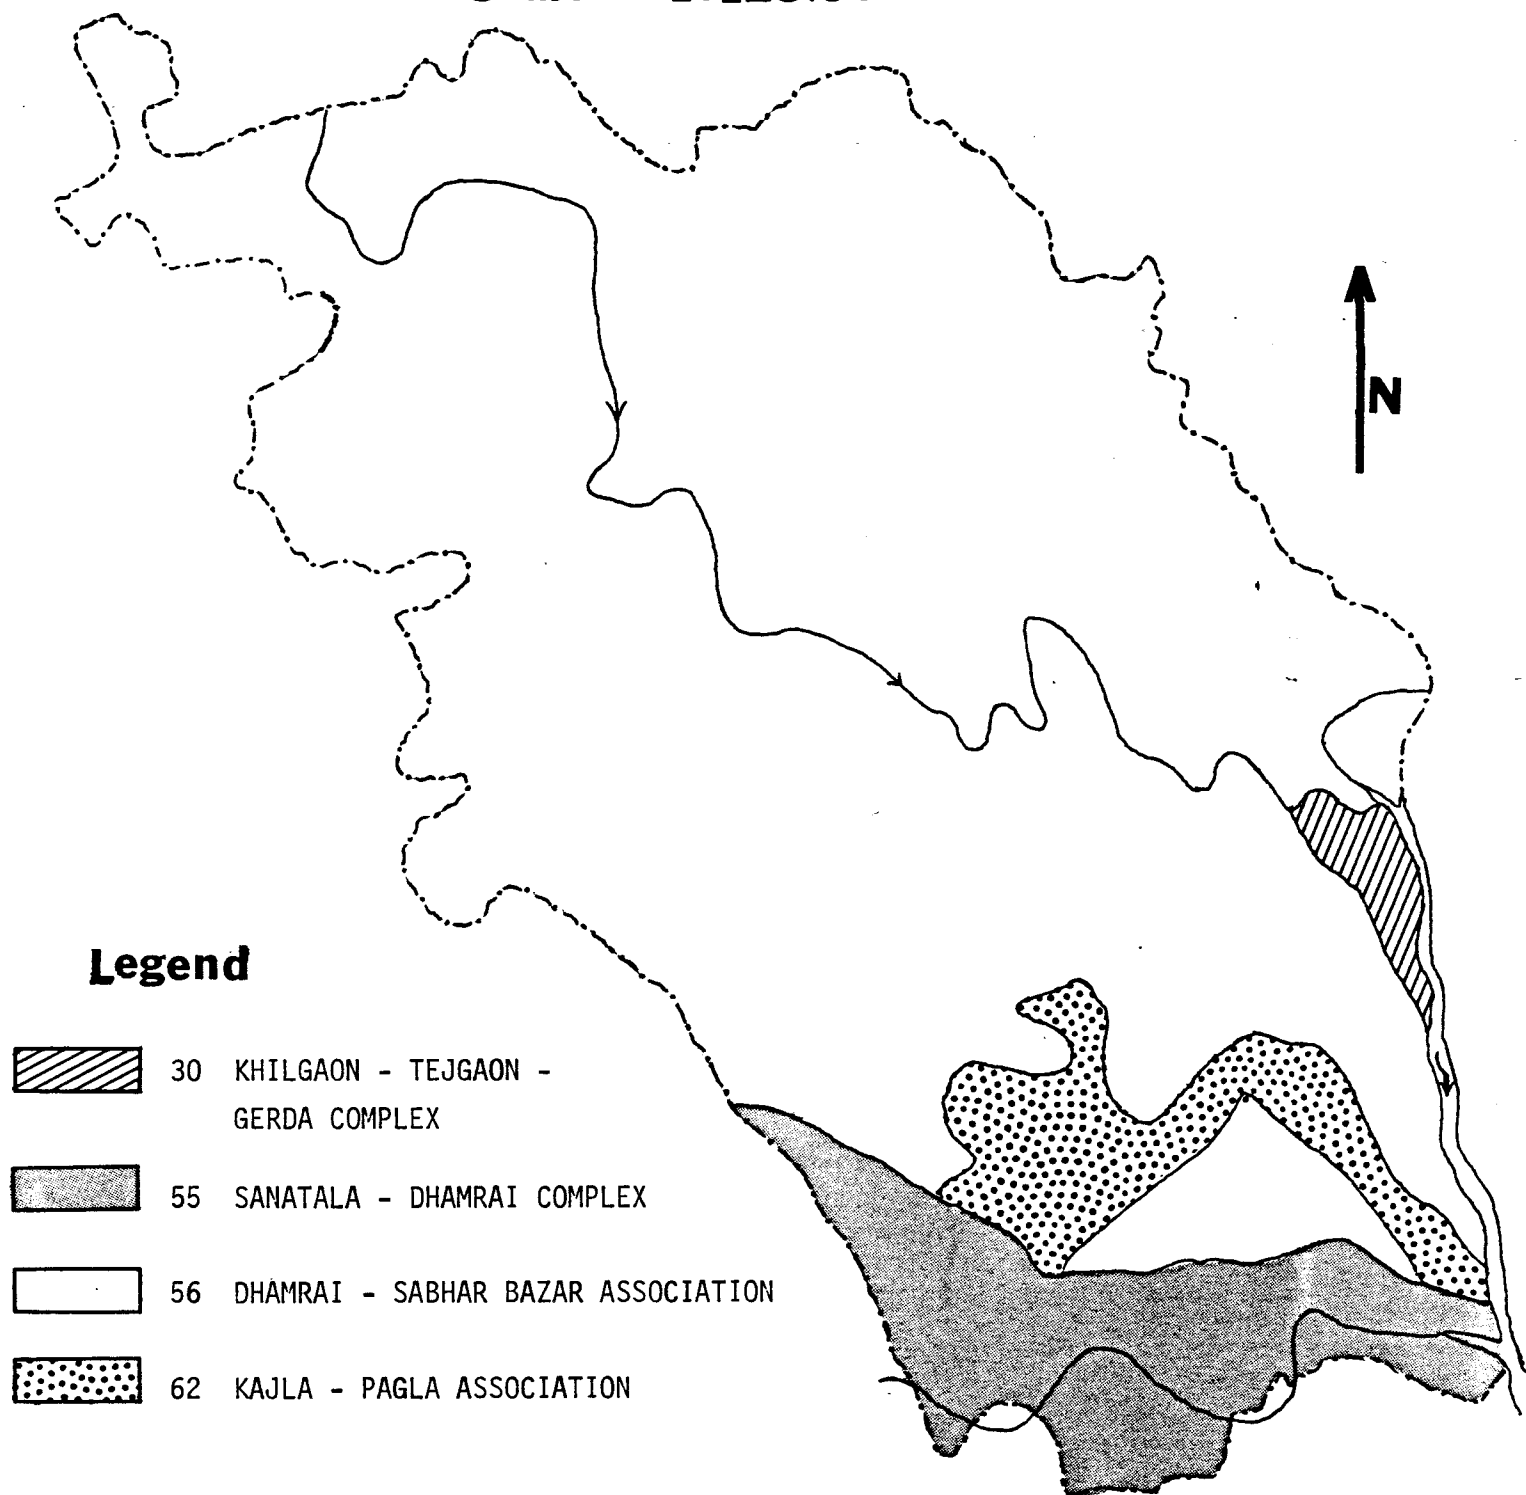 N
Legend
30 KHILGAON - TEJGAON -
GERDA COMPLEX
55 SANATALA - DHAMRAI COMPLEX
56 DHAMRAI - SABHAR BAZAR ASSOCIATION
62 KAJLA - PAGLA ASSOCIATION